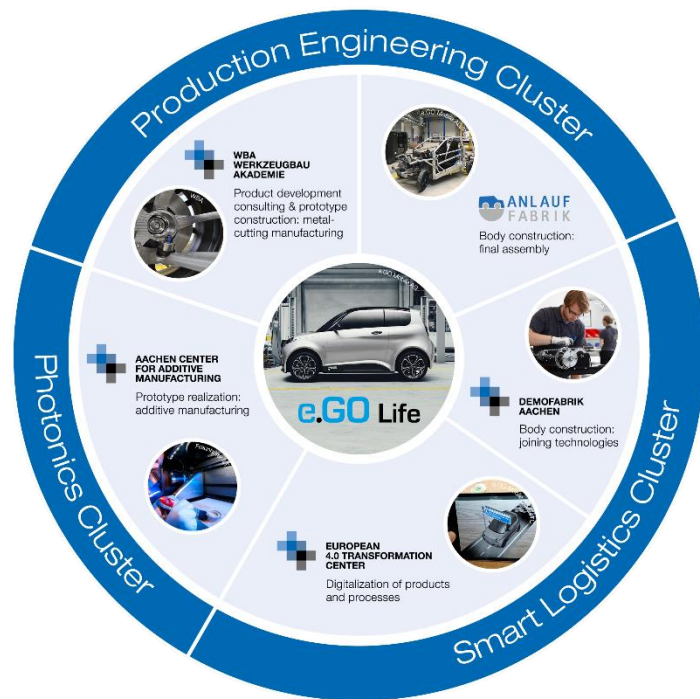 Production Engineering Cluster
WBA
WERKZEUGBAU
AKADEMIE
Product development
consulting & prototype
construction: metal-
cutting manufacturing
WBA
ANLAUF
FABRIK
Body construction:
final assembly
AACHEN CENTER
FOR ADDITIVE
MANUFACTURING
Prototype realization:
additive manufacturing
e.GO Life
DEMOFABRIK
AACHEN
Body construction:
joining technologies
EUROPEAN
4.0 TRANSFORMATION
CENTER
Digitalization of products
and processes
Photonics Cluster
Smart Logistics Cluster